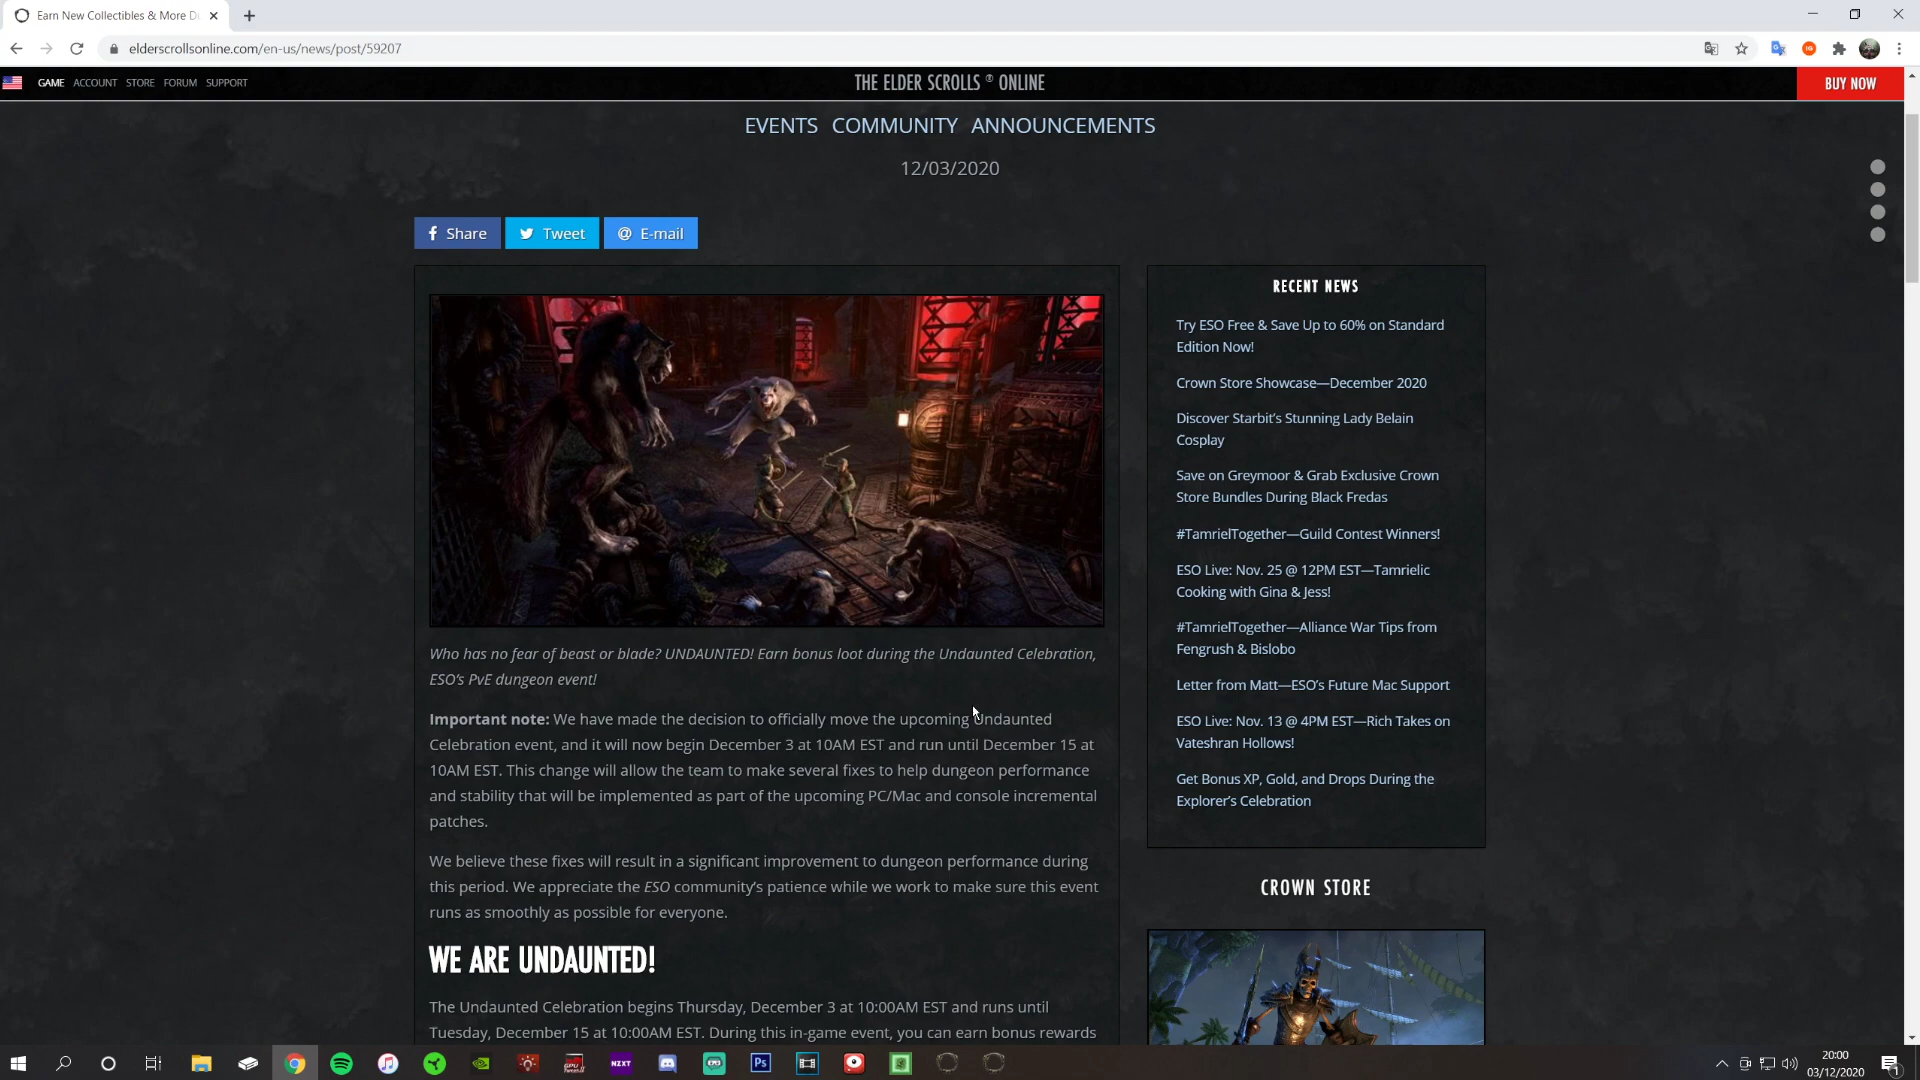 Earn New Collectibles & More D
elderscrollsonline.com/en-us/news/post/59207
GAME ACCOUNT STORE FORUM SUPPORT
THE ELDER SCROLLS ® ONLINE
BUY NOW
EVENTS COMMUNITY ANNOUNCEMENTS
12/03/2020
Share Tweet E-mail
Who has no fear of beast or blade? UNDAUNTED! Earn bonus loot during the Undaunted Celebration,
ESO's PvE dungeon event!
Important note: We have made the decision to officially move the upcoming Undaunted
Celebration event, and it will now begin December 3 at 10AM EST and run until December 15 at
10AM EST. This change will allow the team to make several fixes to help dungeon performance
and stability that will be implemented as part of the upcoming PC/Mac and console incremental
patches.
We believe these fixes will result in a significant improvement to dungeon performance during
this period. We appreciate the ESO community's patience while we work to make sure this event
runs as smoothly as possible for everyone.
WE ARE UNDAUNTED!
The Undaunted Celebration begins Thursday, December 3 at 10:00AM EST and runs until
Tuesday, December 15 at 10:00AM EST. During this in-game event, you can earn bonus rewards
RECENT NEWS
Try ESO Free & Save Up to 60% on Standard
Edition Now!
Crown Store Showcase—December 2020
Discover Starbit's Stunning Lady Belain
Cosplay
Save on Greymoor & Grab Exclusive Crown
Store Bundles During Black Fredas
#TamrielTogether—Guild Contest Winners!
ESO Live: Nov. 25 @ 12PM EST—Tamrielic
Cooking with Gina & Jess!
#TamrielTogether—Alliance War Tips from
Fengrush & Bislobo
Letter from Matt—ESO's Future Mac Support
ESO Live: Nov. 13 @ 4PM EST—Rich Takes on
Vateshran Hollows!
Get Bonus XP, Gold, and Drops During the
Explorer's Celebration
CROWN STORE
NZXT
Ps
20:00
03/12/2020
1